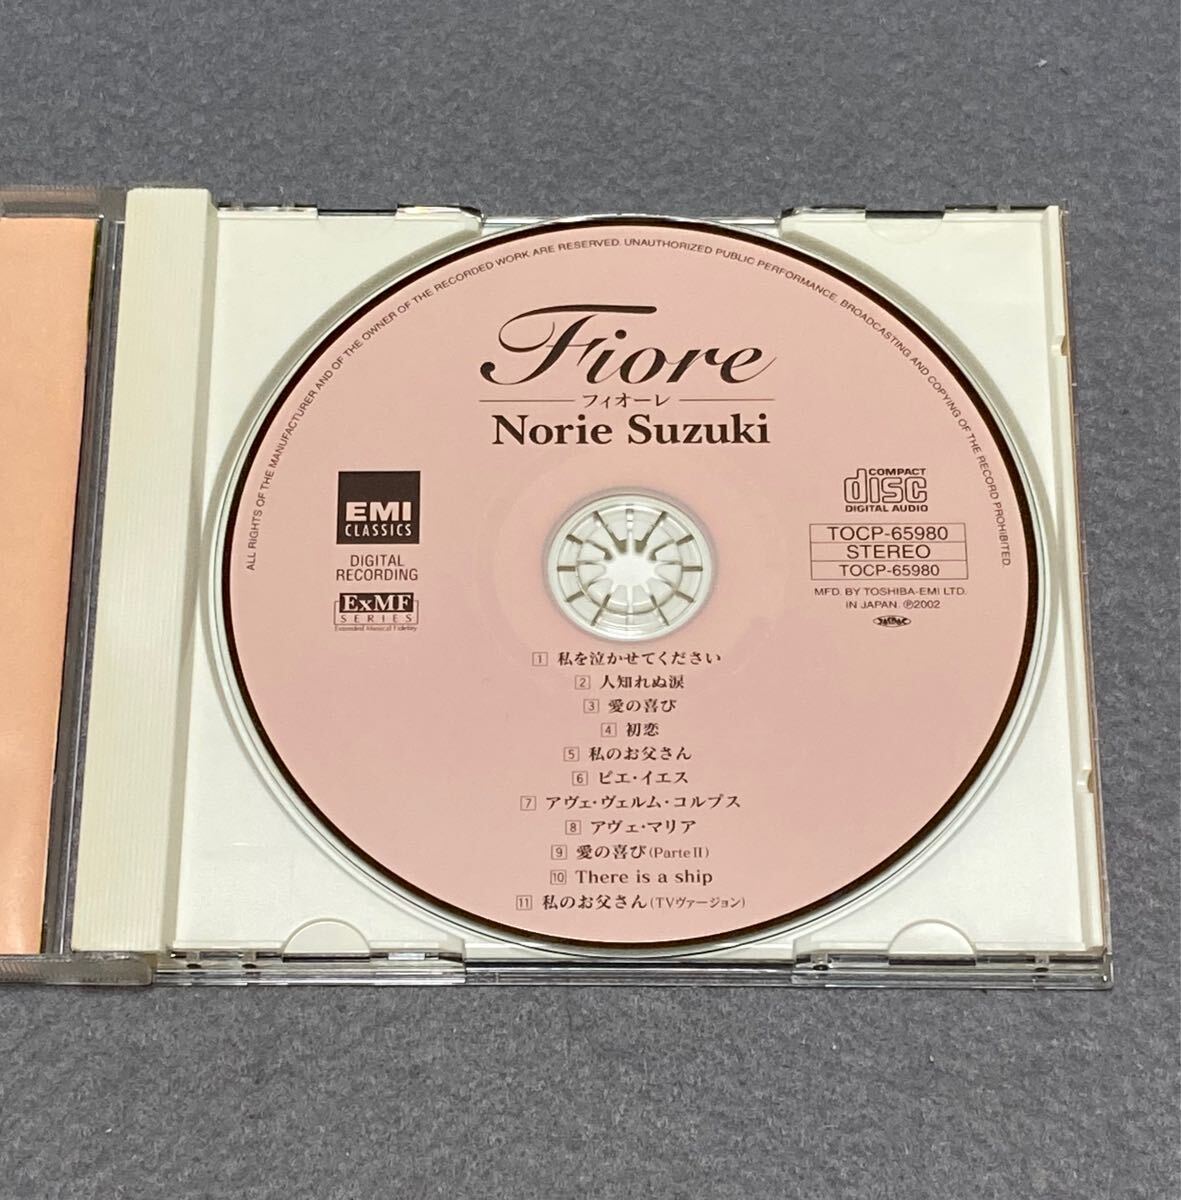 ALL RIGHTS OF THE MANUFACTURER AND OF THE OWNER OF THE RECORDED WORK ARE RESERVED. UNAUTHORIZED PUBLIC PERFORMANCE, BROADCASTING AND COPYING OF THE RECORD PROHIBITED.
Fiore
フィオーレ
Norie Suzuki
EMI
CLASSICS
DIGITAL
RECORDING
ExMF
SERIES
Extended Musical Fidelity
COMPACT
disc
DIGITAL AUDIO
TOCP-65980
STEREO
TOCP-65980
MFD. BY TOSHIBA-EMI LTD.
IN JAPAN. ℗2002
JASRAC
1 私を泣かせてください
2 人知れぬ涙
3 愛の喜び
4 初恋
5 私のお父さん
6 ピエ・イエス
7 アヴェ・ヴェルム・コルプス
8 アヴェ・マリア
9 愛の喜び(Parte II)
10 There is a ship
11 私のお父さん(TVヴァージョン)